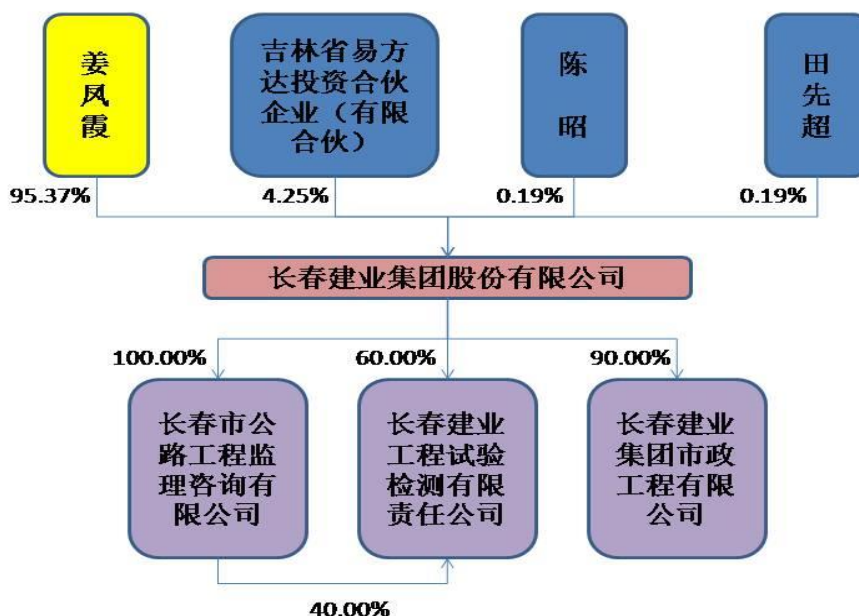 姜
凤
霞
吉林省易方
达投资合伙
企业（有限
合伙）
陈
昭
田
先
超
95.37%
4.25%
0.19%
0.19%
长春建业集团股份有限公司
100.00%
60.00%
90.00%
长春市公
路工程监
理咨询有
限公司
长春建业
工程试验
检测有限
责任公司
长春建业
集团市政
工程有限
公司
40.00%